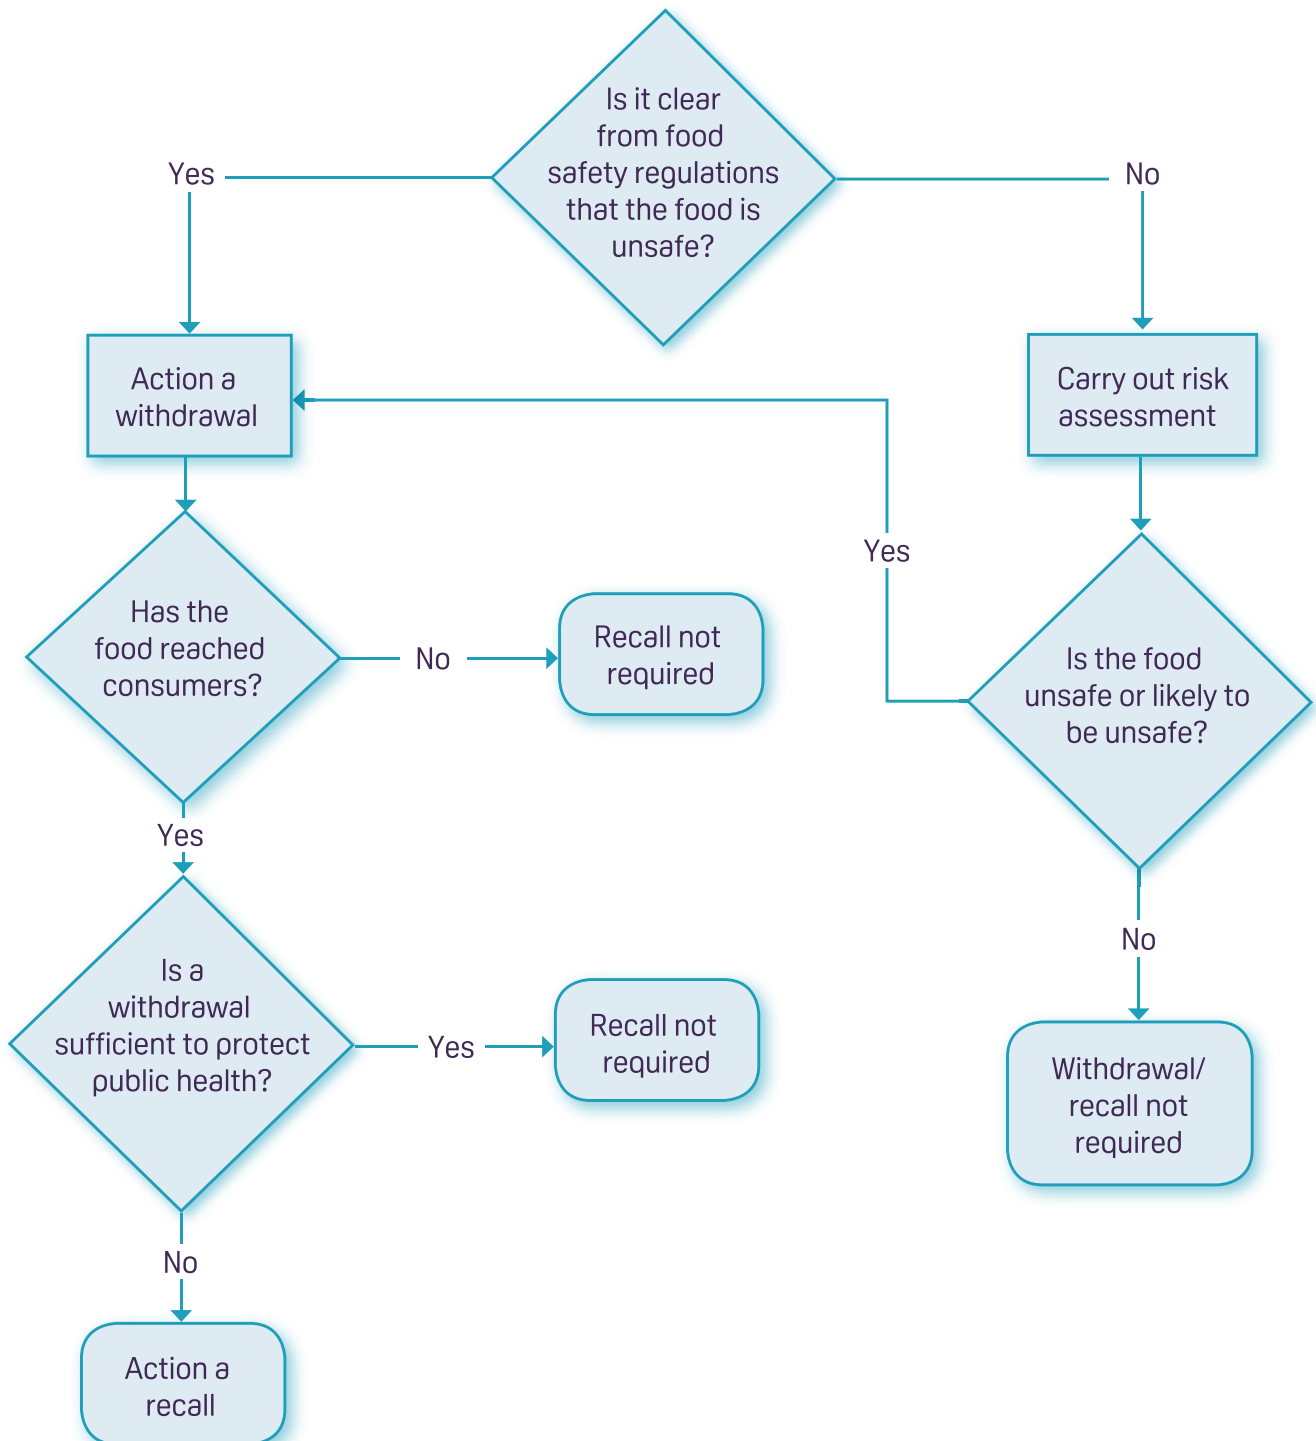 Is it clear
from food
safety regulations
that the food is
unsafe?
Yes
No
Action a
withdrawal
Carry out risk
assessment
Yes
Has the
food reached
consumers?
No
Recall not
required
Is the food
unsafe or likely to
be unsafe?
Yes
No
Is a
withdrawal
sufficient to protect
public health?
Yes
Recall not
required
Withdrawal/
recall not
required
No
Action a
recall